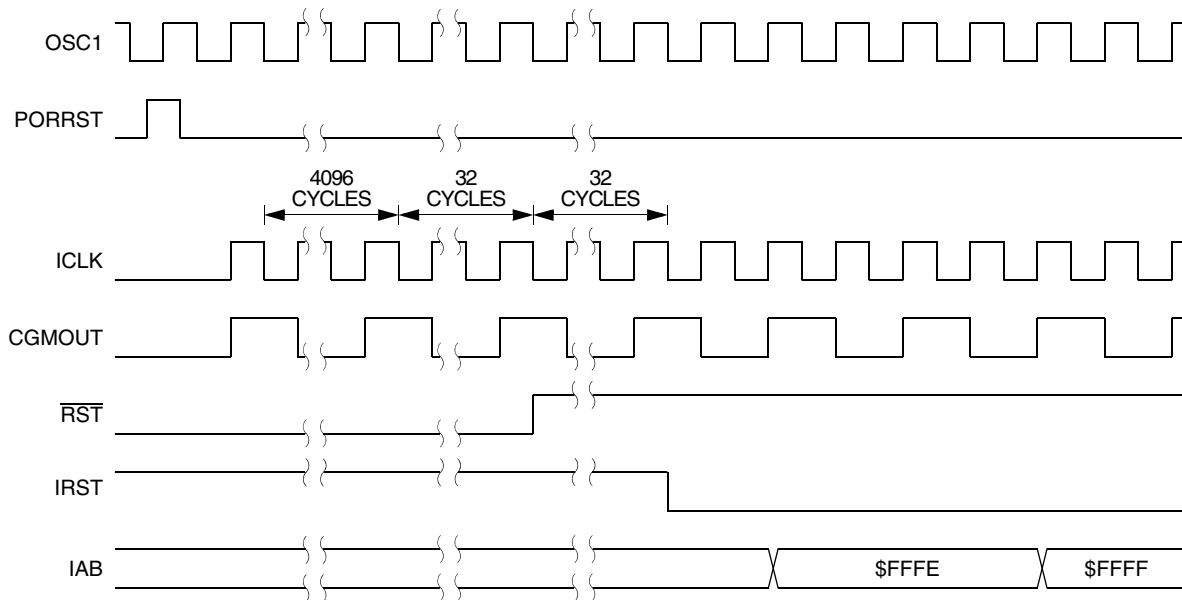 OSC1
PORRST
4096
CYCLES
32
CYCLES
32
CYCLES
ICLK
CGMOUT
RST
IRST
IAB
$FFFE
$FFFF